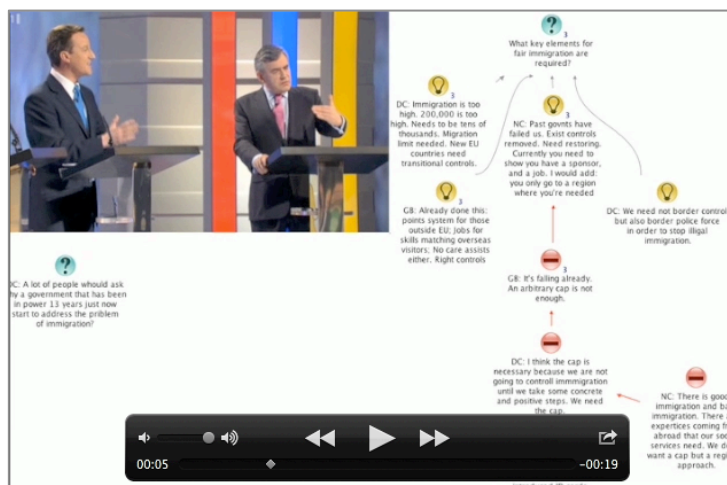 3
What key elements for
fair immigration are
required?
3
DC: Immigration is too
high. 200,000 is too
high. Needs to be tens of
thousands. Migration
limit needed. New EU
countries need
transitional controls.
3
NC: Past govnts have
failed us. Exist controls
removed. Need restoring.
Currently you need to
show you have a sponsor,
and a job. I would add:
you only go to a region
where you're needed
3
GB: Already done this:
points system for those
outside EU; Jobs for
skills matching overseas
visitors; No care assists
either. Right controls
DC: We need not border control
but also border police force
in order to stop illigal
immigration.
?
DC: A lot of people whould ask
hy a government that has been
in power 13 years just now
start to address the priblem
of immigration?
3
GB: It's falling already.
An arbitrary cap is not
enough.
DC: I think the cap is
necessary because we are not
going to controll immmigration
until we take some concrete
and positive steps. We need
the cap.
NC: There is good
immigration and ba
immigration. There a
experticies coming fr
abroad that our soc
services need. We d
want a cap but a regi
approach.
00:05
-00:19